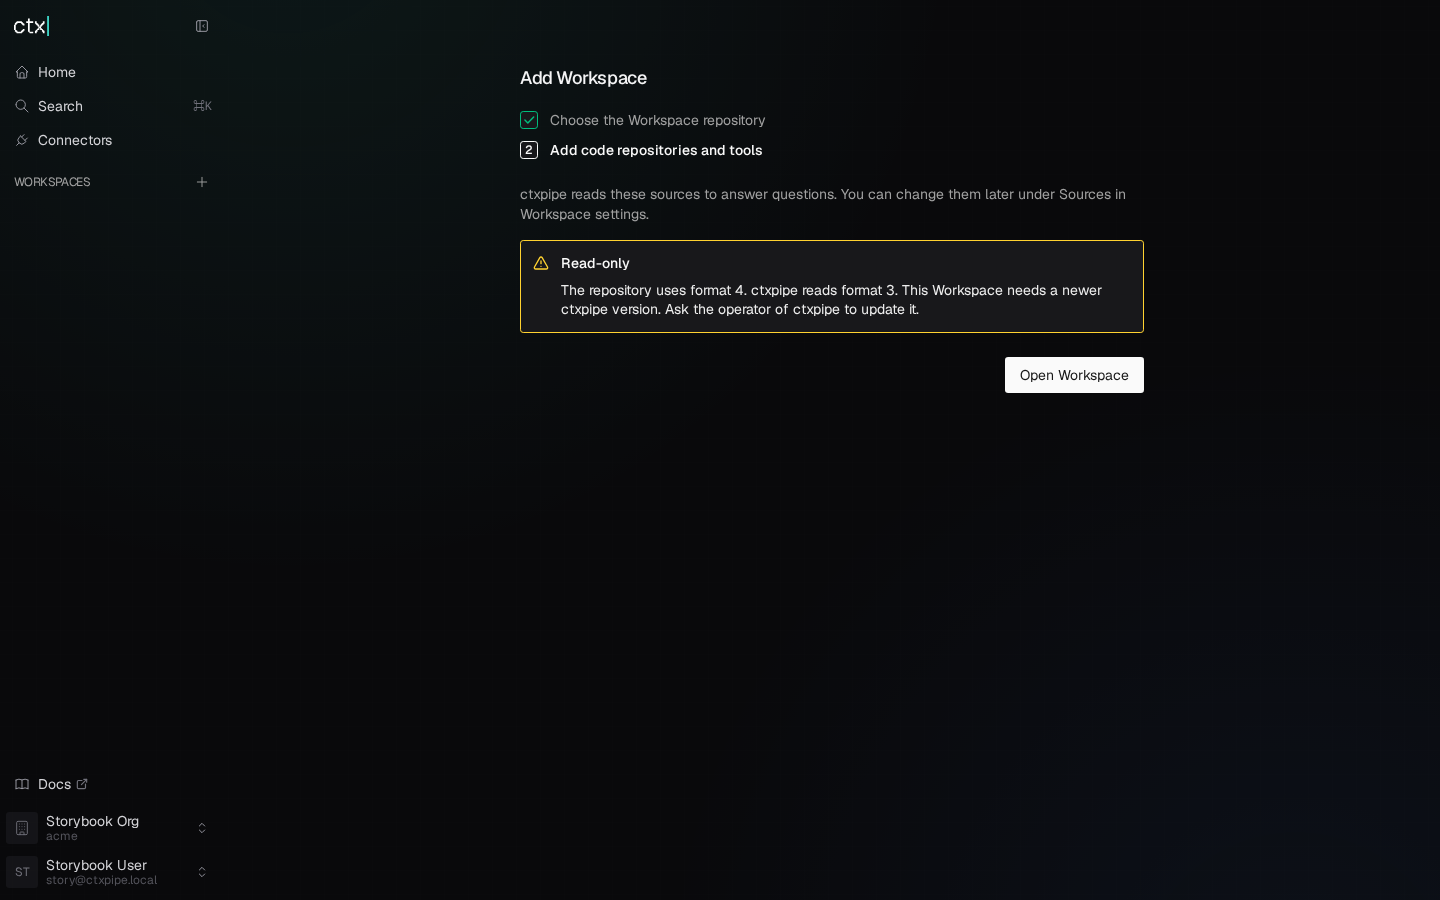 ctx
Home
Search ⌘K
Connectors
WORKSPACES
Add Workspace
Choose the Workspace repository
2 Add code repositories and tools
ctxpipe reads these sources to answer questions. You can change them later under Sources in
Workspace settings.
Read-only
The repository uses format 4. ctxpipe reads format 3. This Workspace needs a newer
ctxpipe version. Ask the operator of ctxpipe to update it.
Open Workspace
Docs
Storybook Org
acme
ST
Storybook User
story@ctxpipe.local